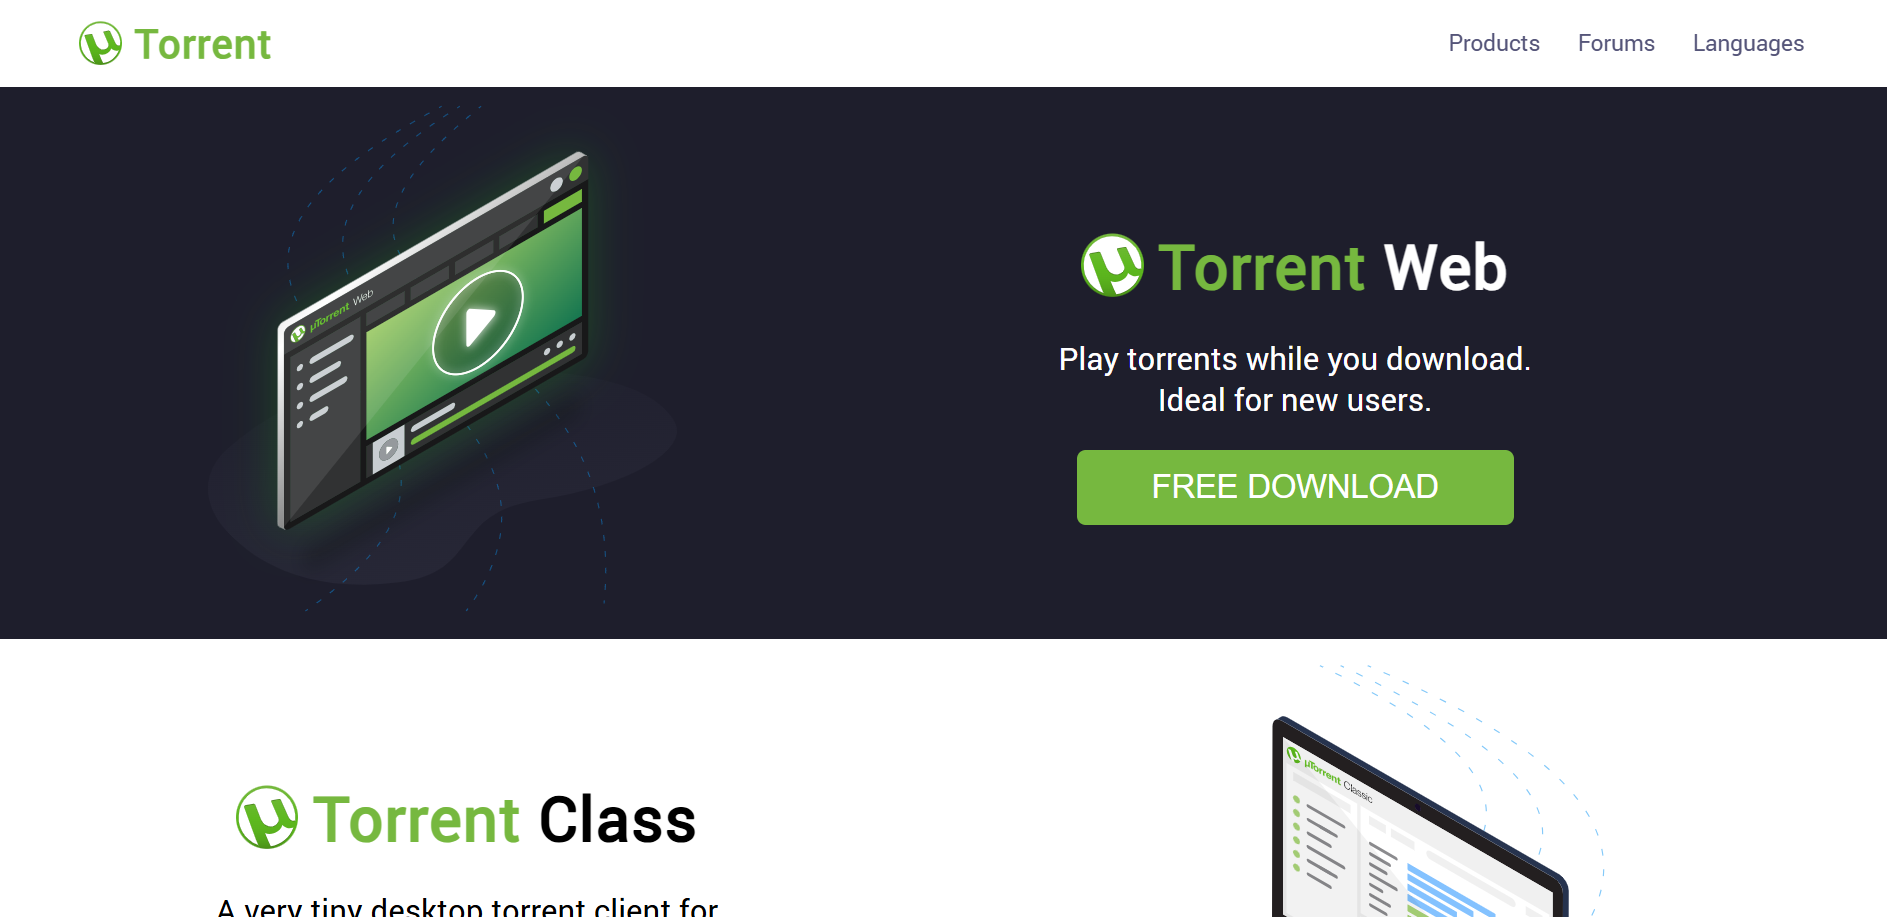 µ Torrent
Products Forums Languages
µTorrent Web
µ Torrent Web
Play torrents while you download.
Ideal for new users.
FREE DOWNLOAD
µTorrent Classic
µ Torrent Class
A very tiny desktop torrent client for